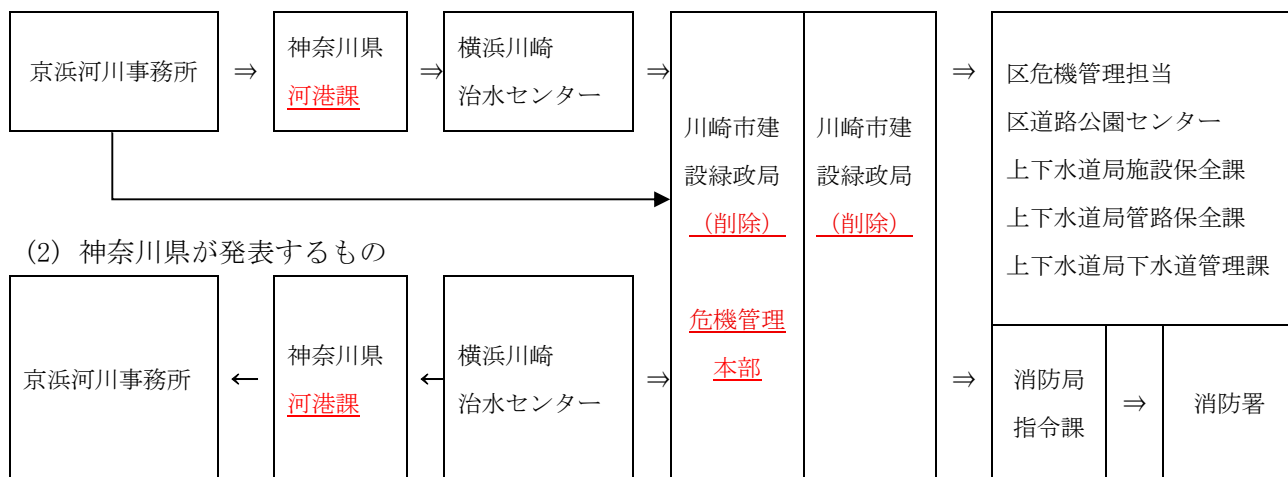 京浜河川事務所
⇒
神奈川県
河港課
⇒
横浜川崎
治水センター
⇒
川崎市建
設緑政局
(削除)
危機管理
本部
川崎市建
設緑政局
(削除)
⇒
区危機管理担当
区道路公園センター
上下水道局施設保全課
上下水道局管路保全課
上下水道局下水道管理課
(2) 神奈川県が発表するもの
京浜河川事務所
←
神奈川県
河港課
←
横浜川崎
治水センター
⇒
⇒
消防局
指令課
⇒
消防署